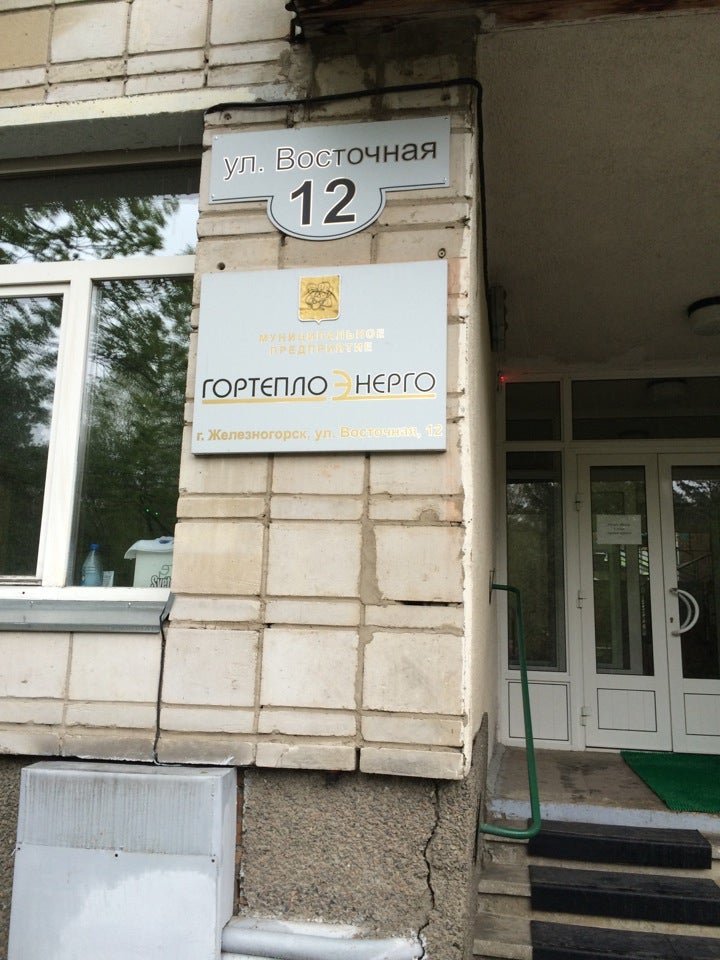 ул. Восточная
12
МУНИЦИПАЛЬНОЕ
ПРЕДПРИЯТИЕ
ГОРТЕПЛОЭНЕРГО
г. Железногорск, ул. Восточная, 12